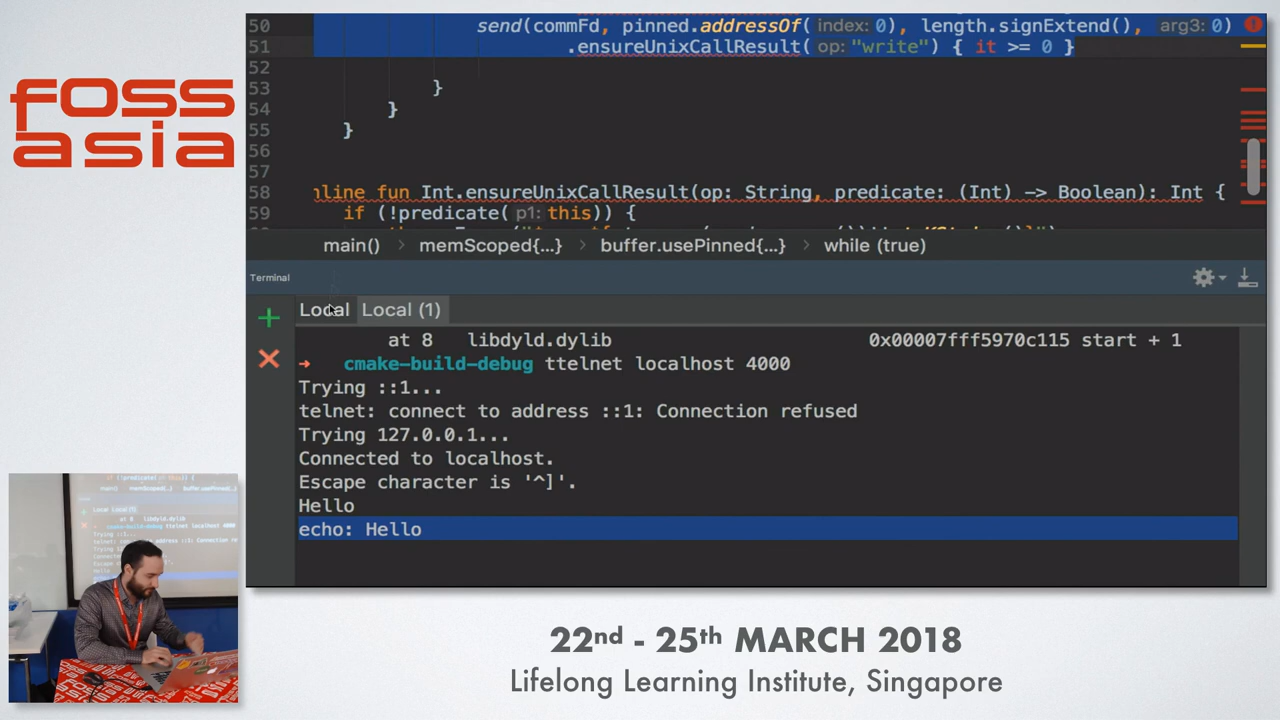 foss
asia
50 send(commFd, pinned.addressOf( index: 0), length.signExtend(), arg3: 0)
51 .ensureUnixCallResult( op: "write") { it >= 0 }
52
53 }
54 }
55 }
56
57
58 nline fun Int.ensureUnixCallResult(op: String, predicate: (Int) -> Boolean): Int {
59 if (!predicate( p1: this)) {
main() > memScoped{...} > buffer.usePinned{...} > while (true)
Terminal
Local Local (1)
at 8 libdyld.dylib 0x00007fff5970c115 start + 1
→ cmake-build-debug ttelnet localhost 4000
Trying ::1...
telnet: connect to address ::1: Connection refused
Trying 127.0.0.1...
Connected to localhost.
Escape character is '^]'.
Hello
echo: Hello
22nd - 25th MARCH 2018
Lifelong Learning Institute, Singapore